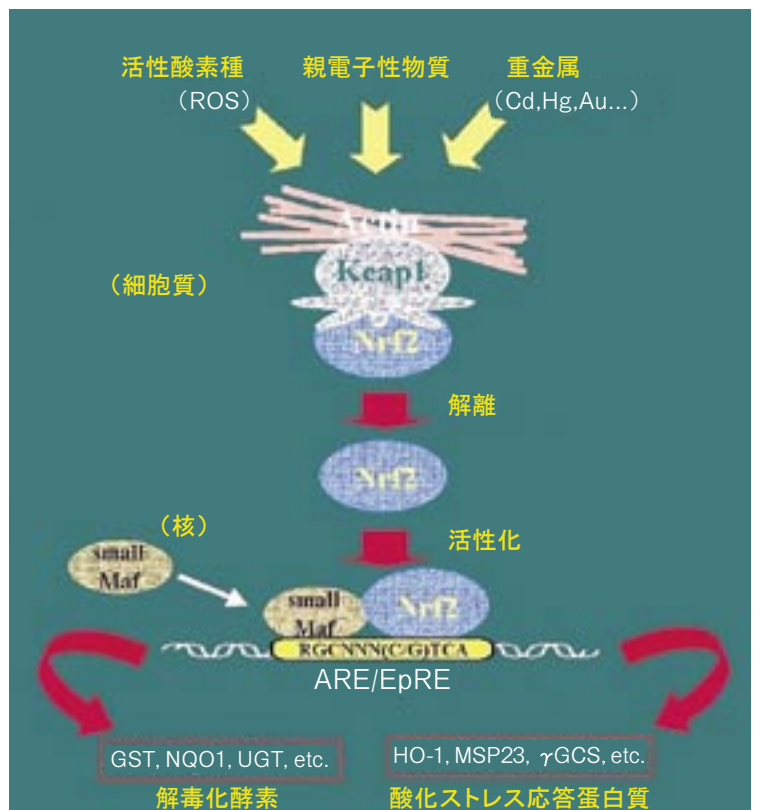 活性酸素種
（ROS）
親電子性物質
重金属
（Cd,Hg,Au...）
Actin
Keap1
（細胞質）
Nrf2
解離
Nrf2
（核）
活性化
small
Maf
small
Maf
Nrf2
RGCNNN(C/G)TCA
ARE/EpRE
GST, NQO1, UGT, etc.
解毒化酵素
HO-1, MSP23, γGCS, etc.
酸化ストレス応答蛋白質